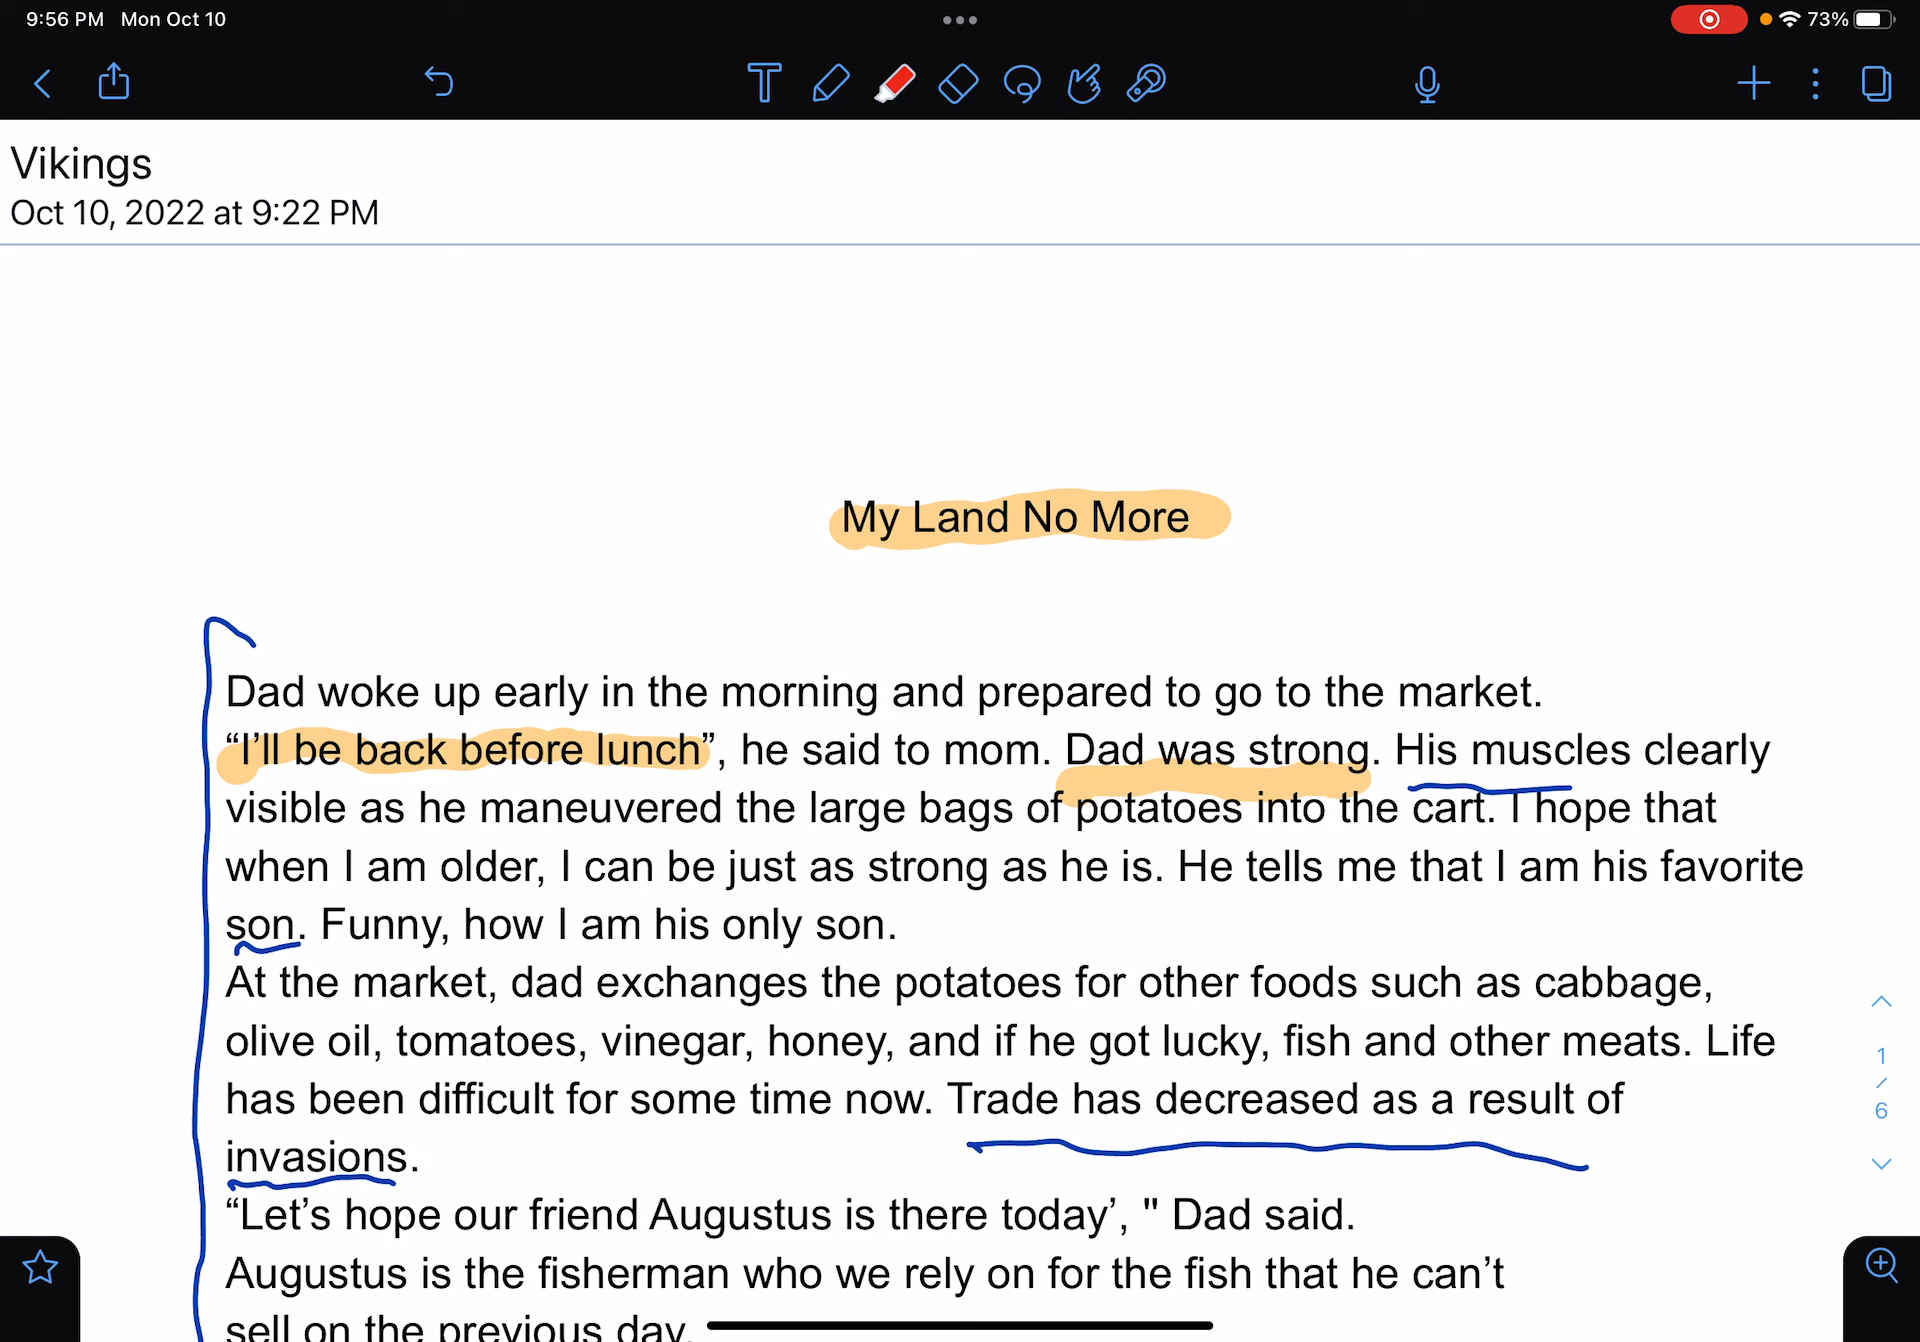 9:56 PM Mon Oct 10
73%
Vikings
Oct 10, 2022 at 9:22 PM
My Land No More
Dad woke up early in the morning and prepared to go to the market.
“I’ll be back before lunch”, he said to mom. Dad was strong. His muscles clearly
visible as he maneuvered the large bags of potatoes into the cart. I hope that
when I am older, I can be just as strong as he is. He tells me that I am his favorite
son. Funny, how I am his only son.
At the market, dad exchanges the potatoes for other foods such as cabbage,
olive oil, tomatoes, vinegar, honey, and if he got lucky, fish and other meats. Life
has been difficult for some time now. Trade has decreased as a result of
invasions.
“Let’s hope our friend Augustus is there today’, " Dad said.
Augustus is the fisherman who we rely on for the fish that he can’t
sell on the previous day.
1
/
6